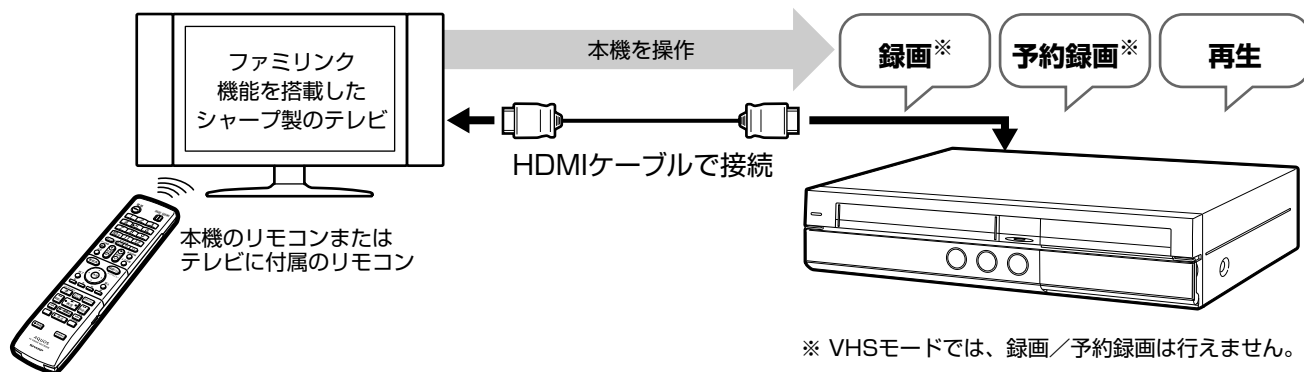 ファミリンク
機能を搭載した
シャープ製のテレビ
本機を操作
録画※
予約録画※
再生
HDMIケーブルで接続
本機のリモコンまたは
テレビに付属のリモコン
※ VHSモードでは、録画／予約録画は行えません。
AQUOS